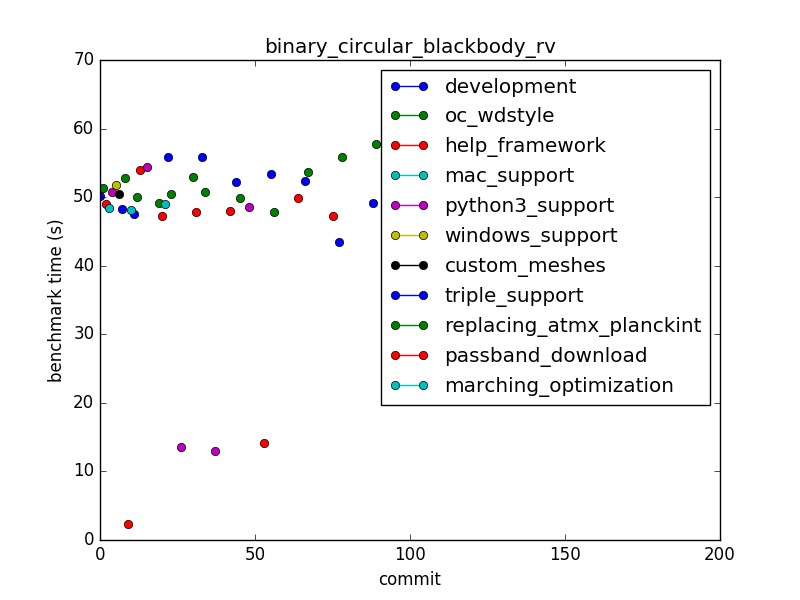 binary_circular_blackbody_rv
70
60
50
40
30
20
10
0
benchmark time (s)
development
oc_wdstyle
help_framework
mac_support
python3_support
windows_support
custom_meshes
triple_support
replacing_atmx_planckint
passband_download
marching_optimization
0 50 100 150 200
commit